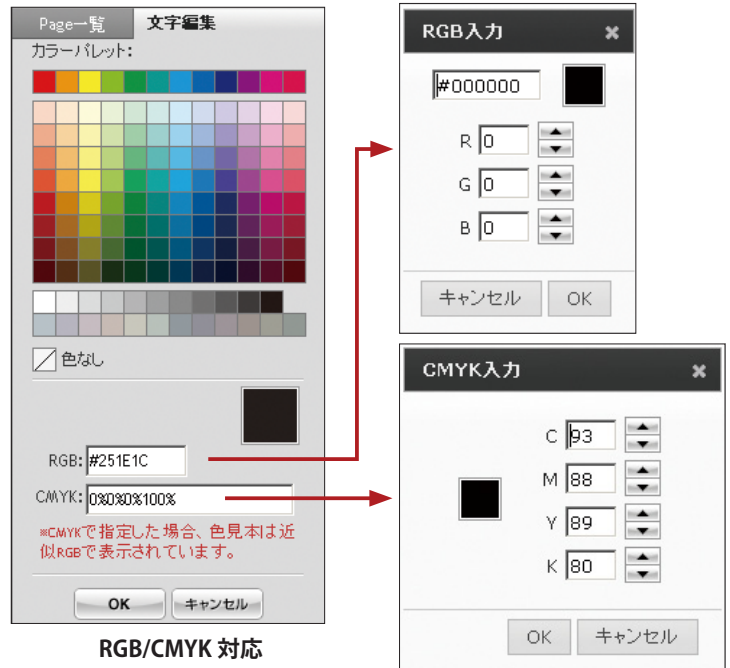 Page一覧 文字編集
カラーパレット:
色なし
RGB: #251E1C
CMYK: 0%0%0%100%
※CMYKで指定した場合、色見本は近
似RGBで表示されています。
OK キャンセル
RGB/CMYK 対応
RGB入力
#000000
R 0
G 0
B 0
キャンセル OK
CMYK入力
C 93
M 88
Y 89
K 80
OK キャンセル